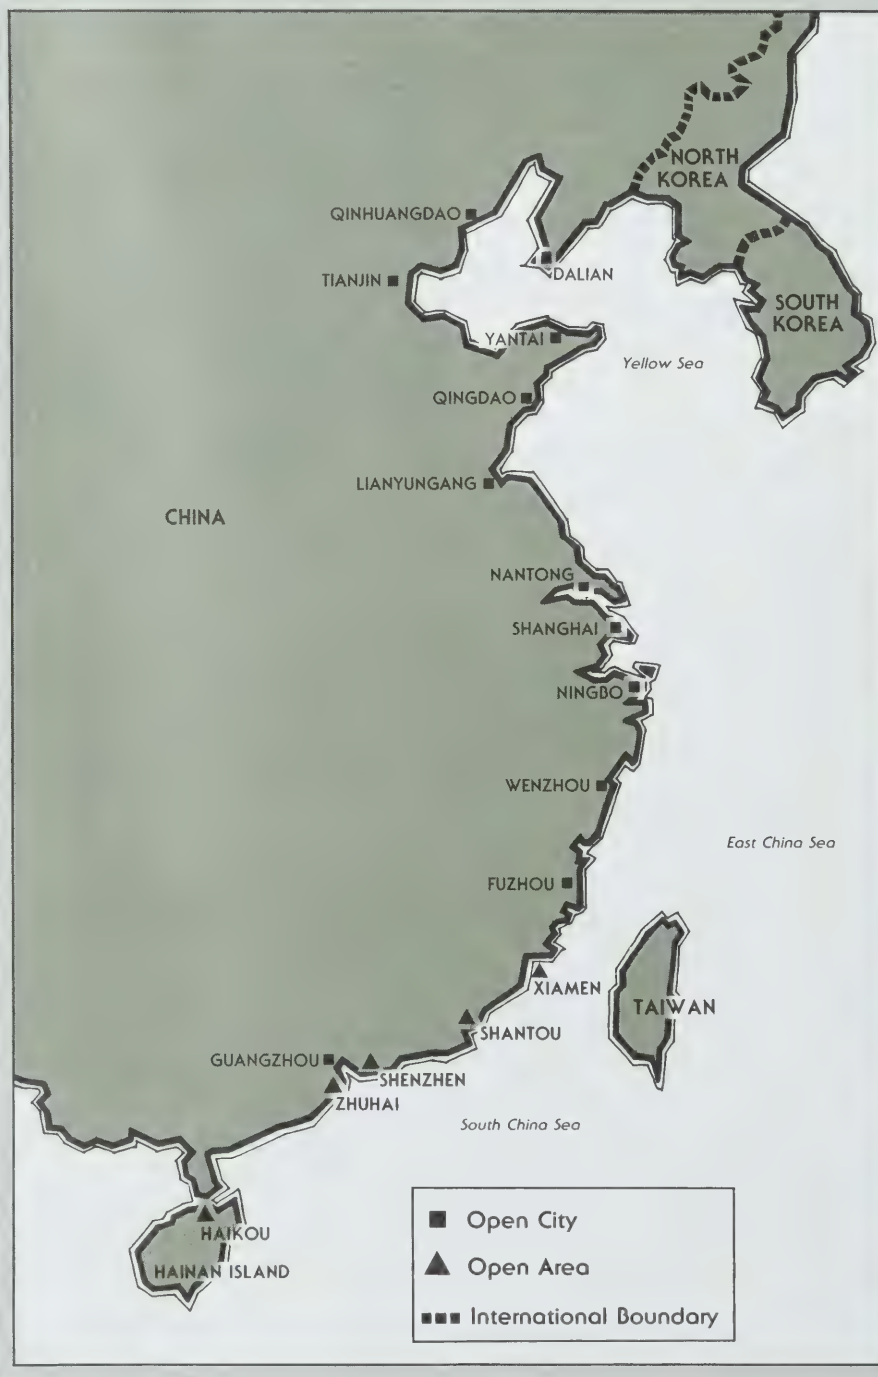 NORTH
KOREA
QINHUANGDAO
DALIAN
TIANJIN
SOUTH
KOREA
YANTAI
Yellow Sea
QINGDAO
LIANYUNGANG
CHINA
NANTONG
SHANGHAI
NINGBO
WENZHOU
East China Sea
FUZHOU
XIAMEN
TAIWAN
SHANTOU
GUANGZHOU
SHENZHEN
ZHUHAI
South China Sea
HAIKOU
HAINAN ISLAND
Open City
Open Area
International Boundary